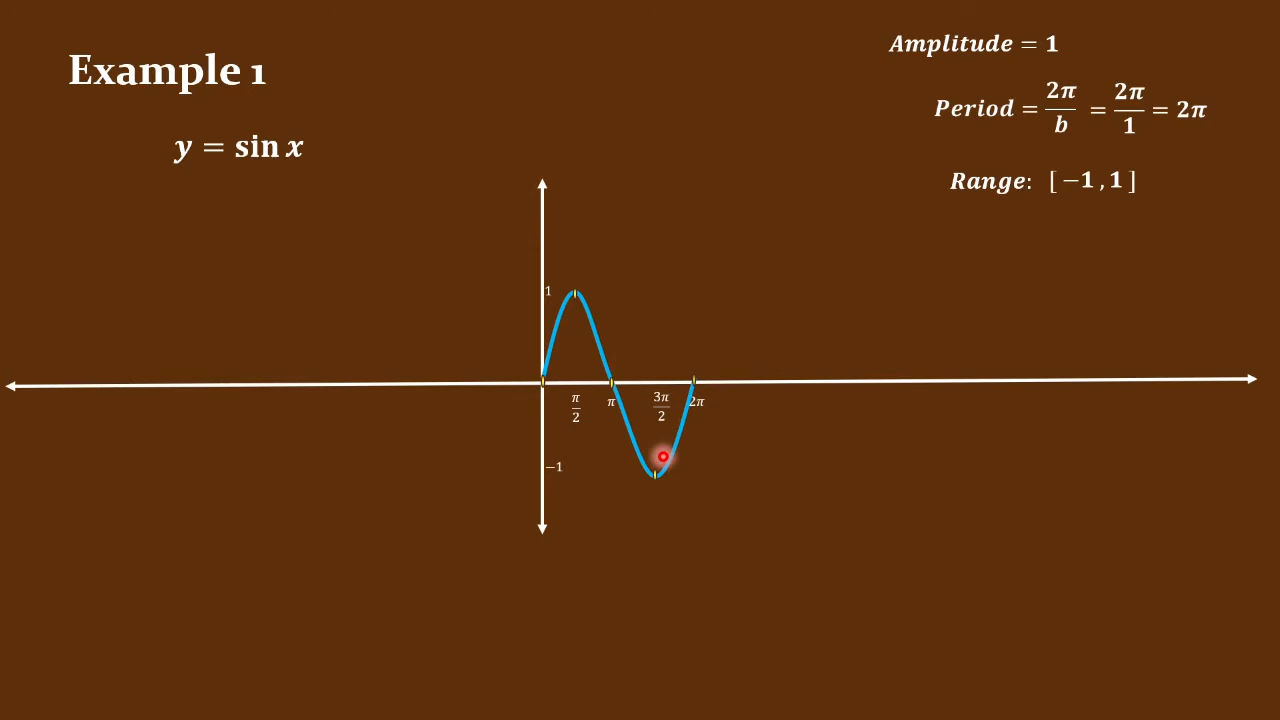 Example 1
y = sin x
Amplitude = 1
Period = 2π/b = 2π/1 = 2π
Range: [ −1 , 1 ]
1
π/2 π 3π/2 2π
−1